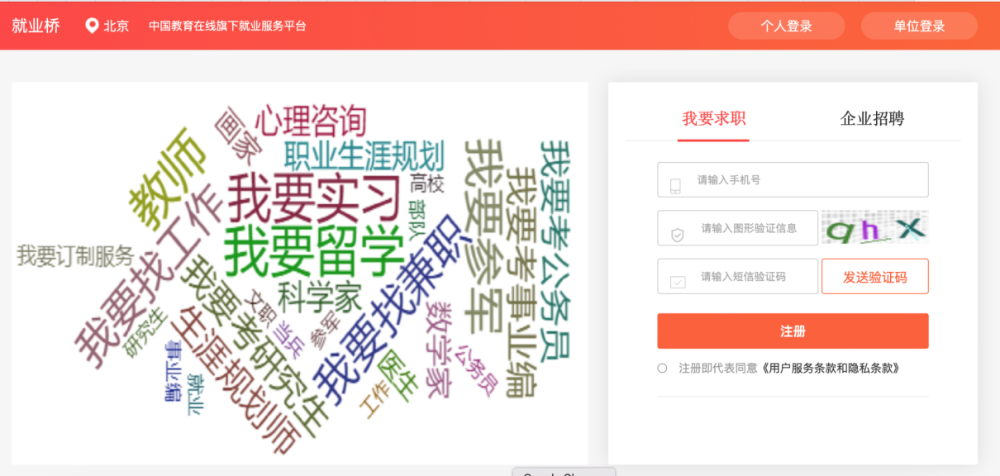 就业桥
北京
中国教育在线旗下就业服务平台
个人登录
单位登录
心理咨询
画家
职业生涯规划
教师
我要实习
高校
部队
我要留学
我要订制服务
我要找工作
我要参军
我要考事业编
我要考公务员
科学家
文职
当兵
参军
我要找兼职
我要考研究生
研究生
生涯规划师
事业编
就业
数学家
公务员
医生
工作
我要求职
企业招聘
请输入手机号
请输入图形验证信息
qhX
请输入短信验证码
发送验证码
注册
注册即代表同意《用户服务条款和隐私条款》